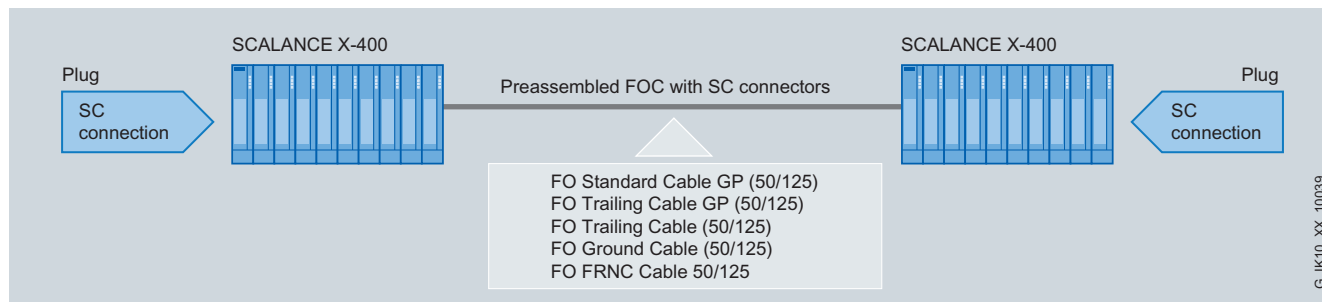 SCALANCE X-400
SCALANCE X-400
Plug
Plug
SC
connection
Preassembled FOC with SC connectors
SC
connection
FO Standard Cable GP (50/125)
FO Trailing Cable GP (50/125)
FO Trailing Cable (50/125)
FO Ground Cable (50/125)
FO FRNC Cable 50/125
G_IK10_XX_10039